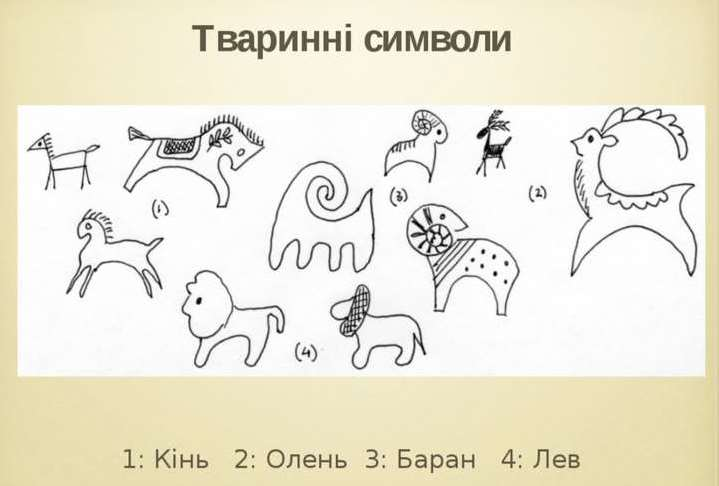 Тваринні символи
(1)
(3)
(2)
(4)
1: Кінь 2: Олень 3: Баран 4: Лев